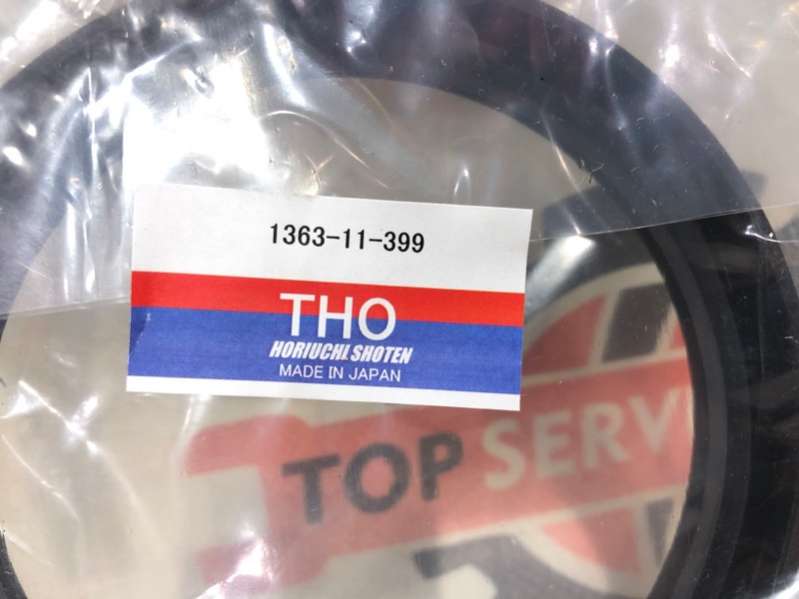 1363-11-399
THO
HORIUCHI.SHOTEN
MADE IN JAPAN
TOP SERV